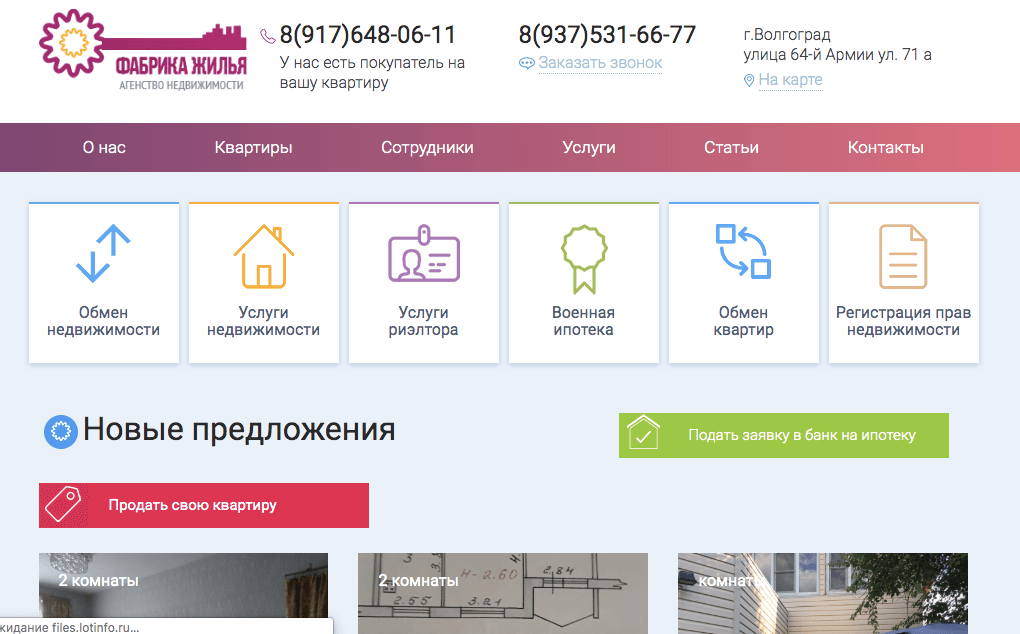 ФАБРИКА ЖИЛЬЯ
АГЕНСТВО НЕДВИЖИМОСТИ
8(917)648-06-11
У нас есть покупатель на
вашу квартиру
8(937)531-66-77
Заказать звонок
г.Волгоград
улица 64-й Армии ул. 71 а
На карте
О нас
Квартиры
Сотрудники
Услуги
Статьи
Контакты
Обмен
недвижимости
Услуги
недвижимости
Услуги
риэлтора
Военная
ипотека
Обмен
квартир
Регистрация прав
недвижимости
Новые предложения
Подать заявку в банк на ипотеку
Продать свою квартиру
2 комнаты
2 комнаты
комнаты
3
H-2.60
2,84
2.55
3.21
жидание files.lotinfo.ru...